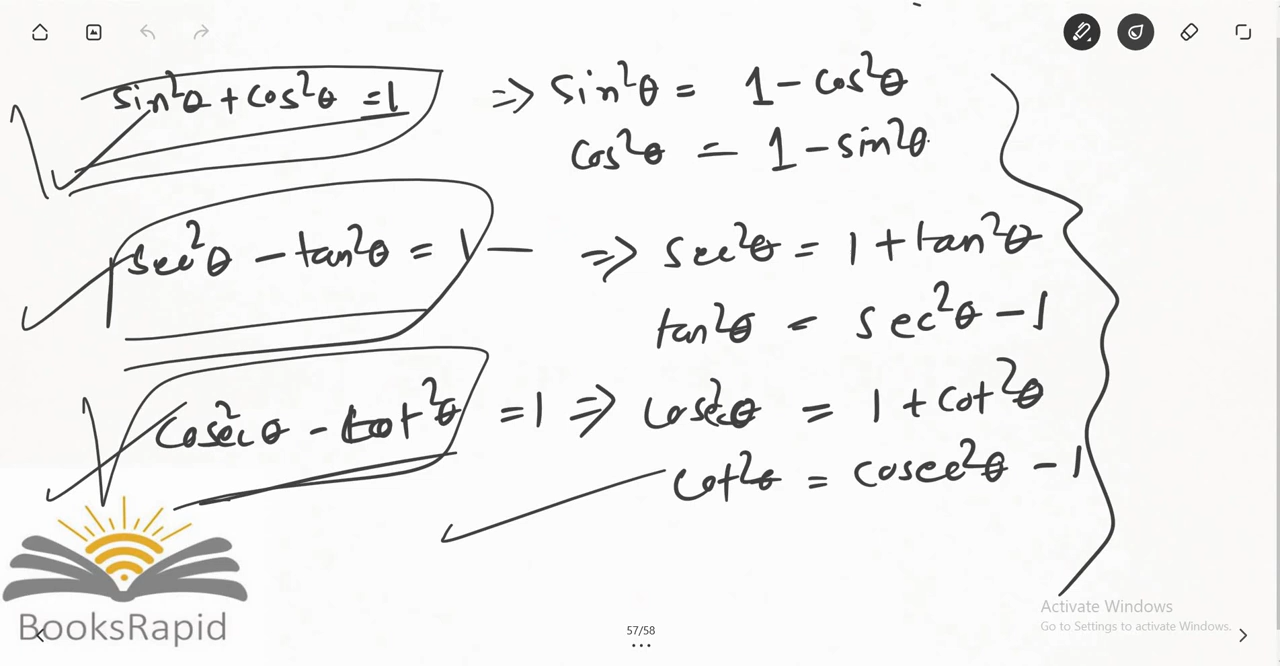 sin²θ + cos²θ = 1 ⇒ sin²θ = 1 - cos²θ
cos²θ = 1 - sin²θ
sec²θ - tan²θ = 1 ⇒ sec²θ = 1 + tan²θ
tan²θ = sec²θ - 1
cosec²θ - cot²θ = 1 ⇒ cosec²θ = 1 + cot²θ
cot²θ = cosec²θ - 1
BooksRapid
57/58
Activate Windows
Go to Settings to activate Windows.